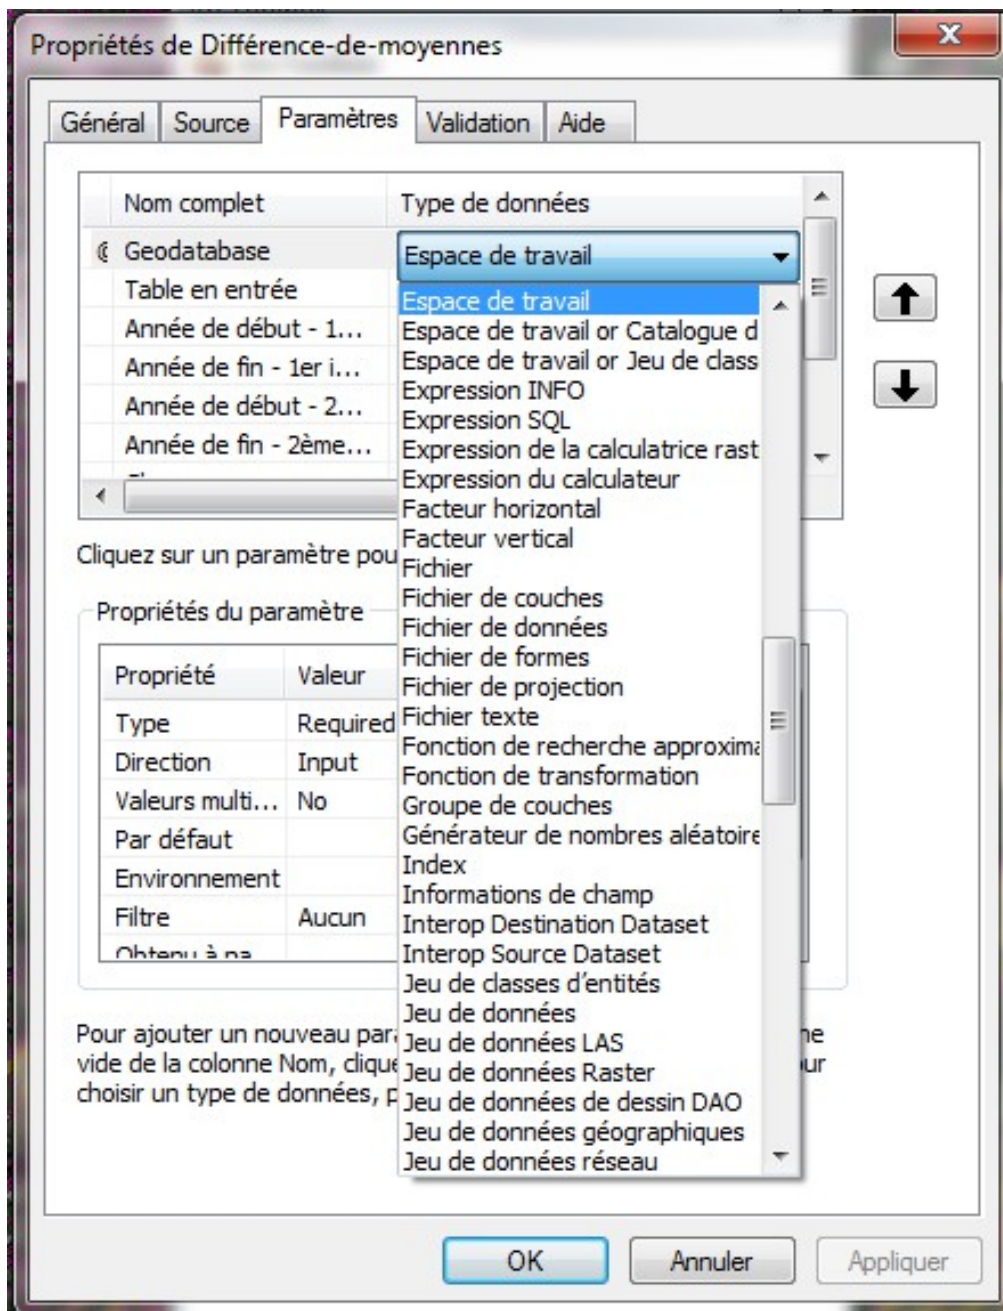 Propriétés de Différence-de-moyennes
Général Source Paramètres Validation Aide
Nom complet Type de données
Geodatabase Espace de travail
Table en entrée
Année de début - 1...
Année de fin - 1er i...
Année de début - 2...
Année de fin - 2ème...
Espace de travail
Espace de travail or Catalogue d
Espace de travail or Jeu de class
Expression INFO
Expression SQL
Expression de la calculatrice rast
Expression du calculateur
Facteur horizontal
Facteur vertical
Fichier
Fichier de couches
Fichier de données
Fichier de formes
Fichier de projection
Fichier texte
Fonction de recherche approxima
Fonction de transformation
Groupe de couches
Générateur de nombres aléatoire
Index
Informations de champ
Interop Destination Dataset
Interop Source Dataset
Jeu de classes d'entités
Jeu de données
Jeu de données LAS
Jeu de données Raster
Jeu de données de dessin DAO
Jeu de données géographiques
Jeu de données réseau
Cliquez sur un paramètre pou
Propriétés du paramètre
Propriété Valeur
Type Required
Direction Input
Valeurs multi... No
Par défaut
Environnement
Filtre Aucun
Obtenu à pa
Pour ajouter un nouveau para ne
vide de la colonne Nom, clique ur
choisir un type de données, p
OK Annuler Appliquer